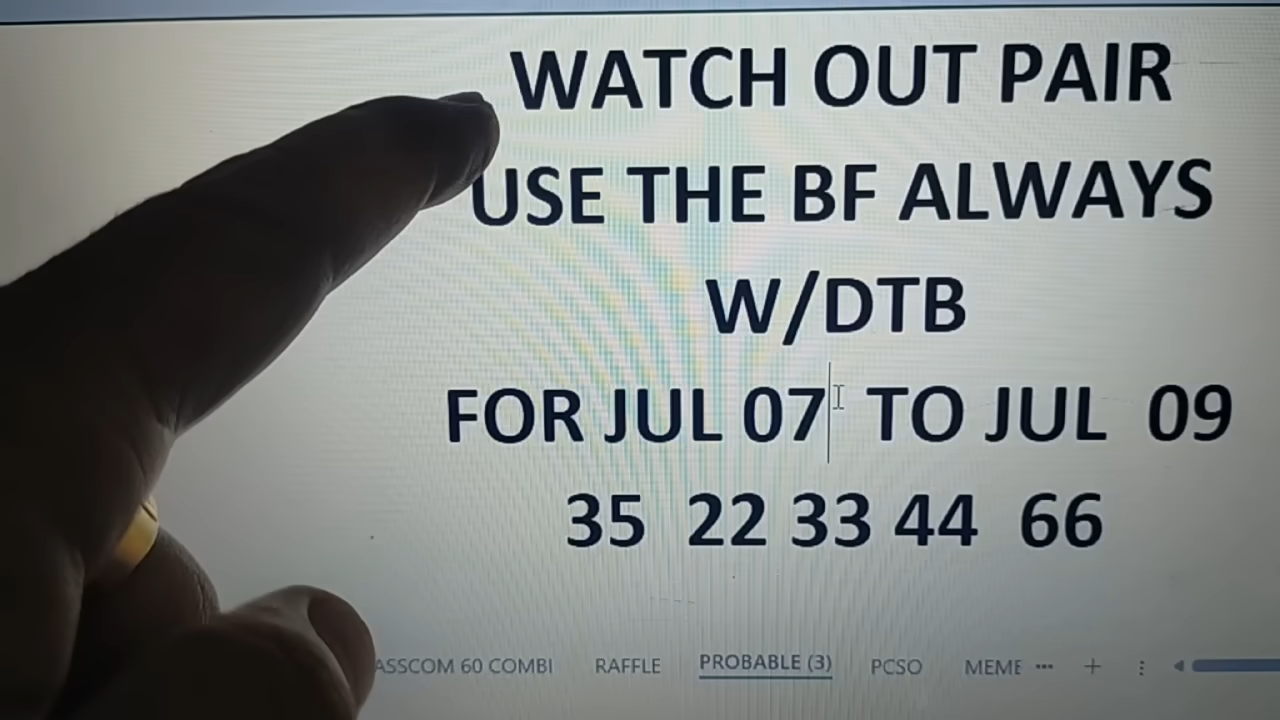 WATCH OUT PAIR
USE THE BF ALWAYS
W/DTB
FOR JUL 07 TO JUL 09
35 22 33 44 66
ASSCOM 60 COMBI RAFFLE PROBABLE (3) PCSO MEME ...